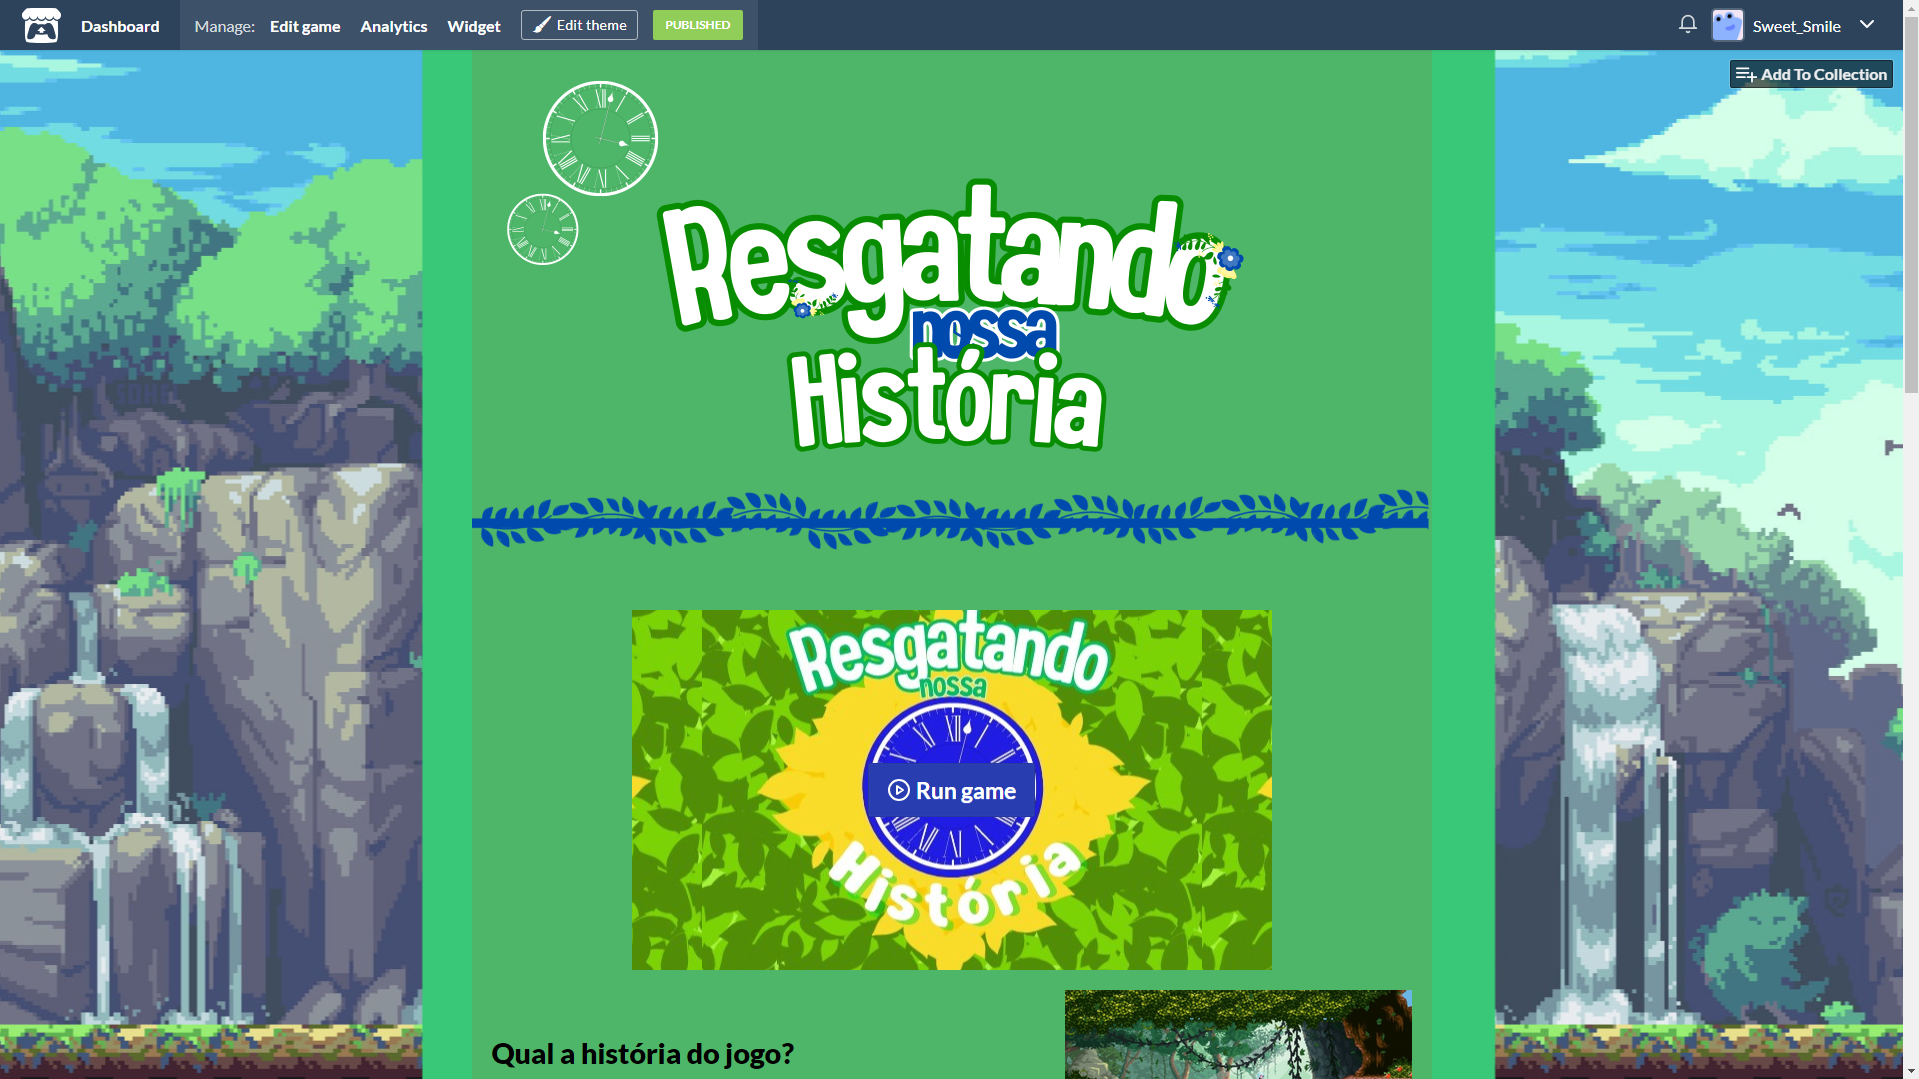 Dashboard Manage: Edit game Analytics Widget Edit theme PUBLISHED Sweet_Smile
Add To Collection
Resgatando
nossa
História
Resgatando
nossa
Run game
História
Qual a história do jogo?